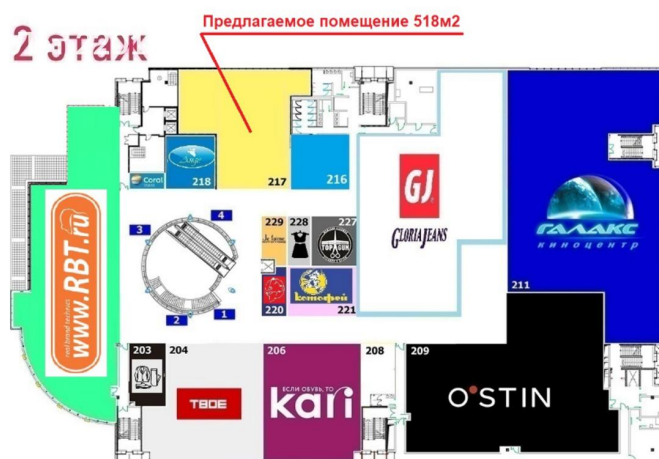 Предлагаемое помещение 518м2
2 этаж
Coral
218
217
216
www.RBT.ru
3
4
2
1
229
228
227
TOPGUN
220
котофей
221
GJ
GLORIA JEANS
ГАЛАКС
КИНОЦЕНТР
211
203
204
ТВОЕ
206
ЕСЛИ ОБУВЬ, ТО
kari
208
209
O'STIN